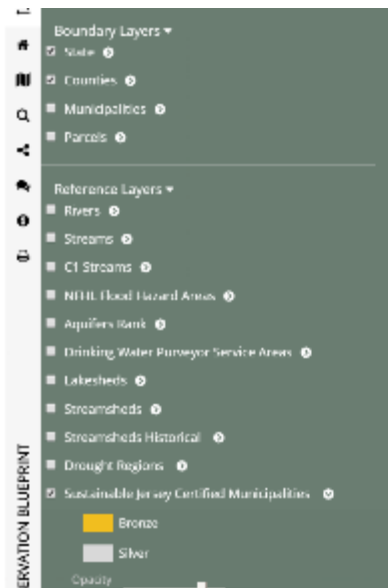 Boundary Layers
State
Counties
Municipalities
Parcels
Reference Layers
Rivers
Streams
C1 Streams
NFHL Flood Hazard Areas
Aquifers Rank
Drinking Water Purveyor Service Areas
Lakesheds
Streamsheds
Streamsheds Historical
Drought Regions
Sustainable Jersey Certified Municipalities
Bronze
Silver
Opacity
ERVATION BLUEPRINT